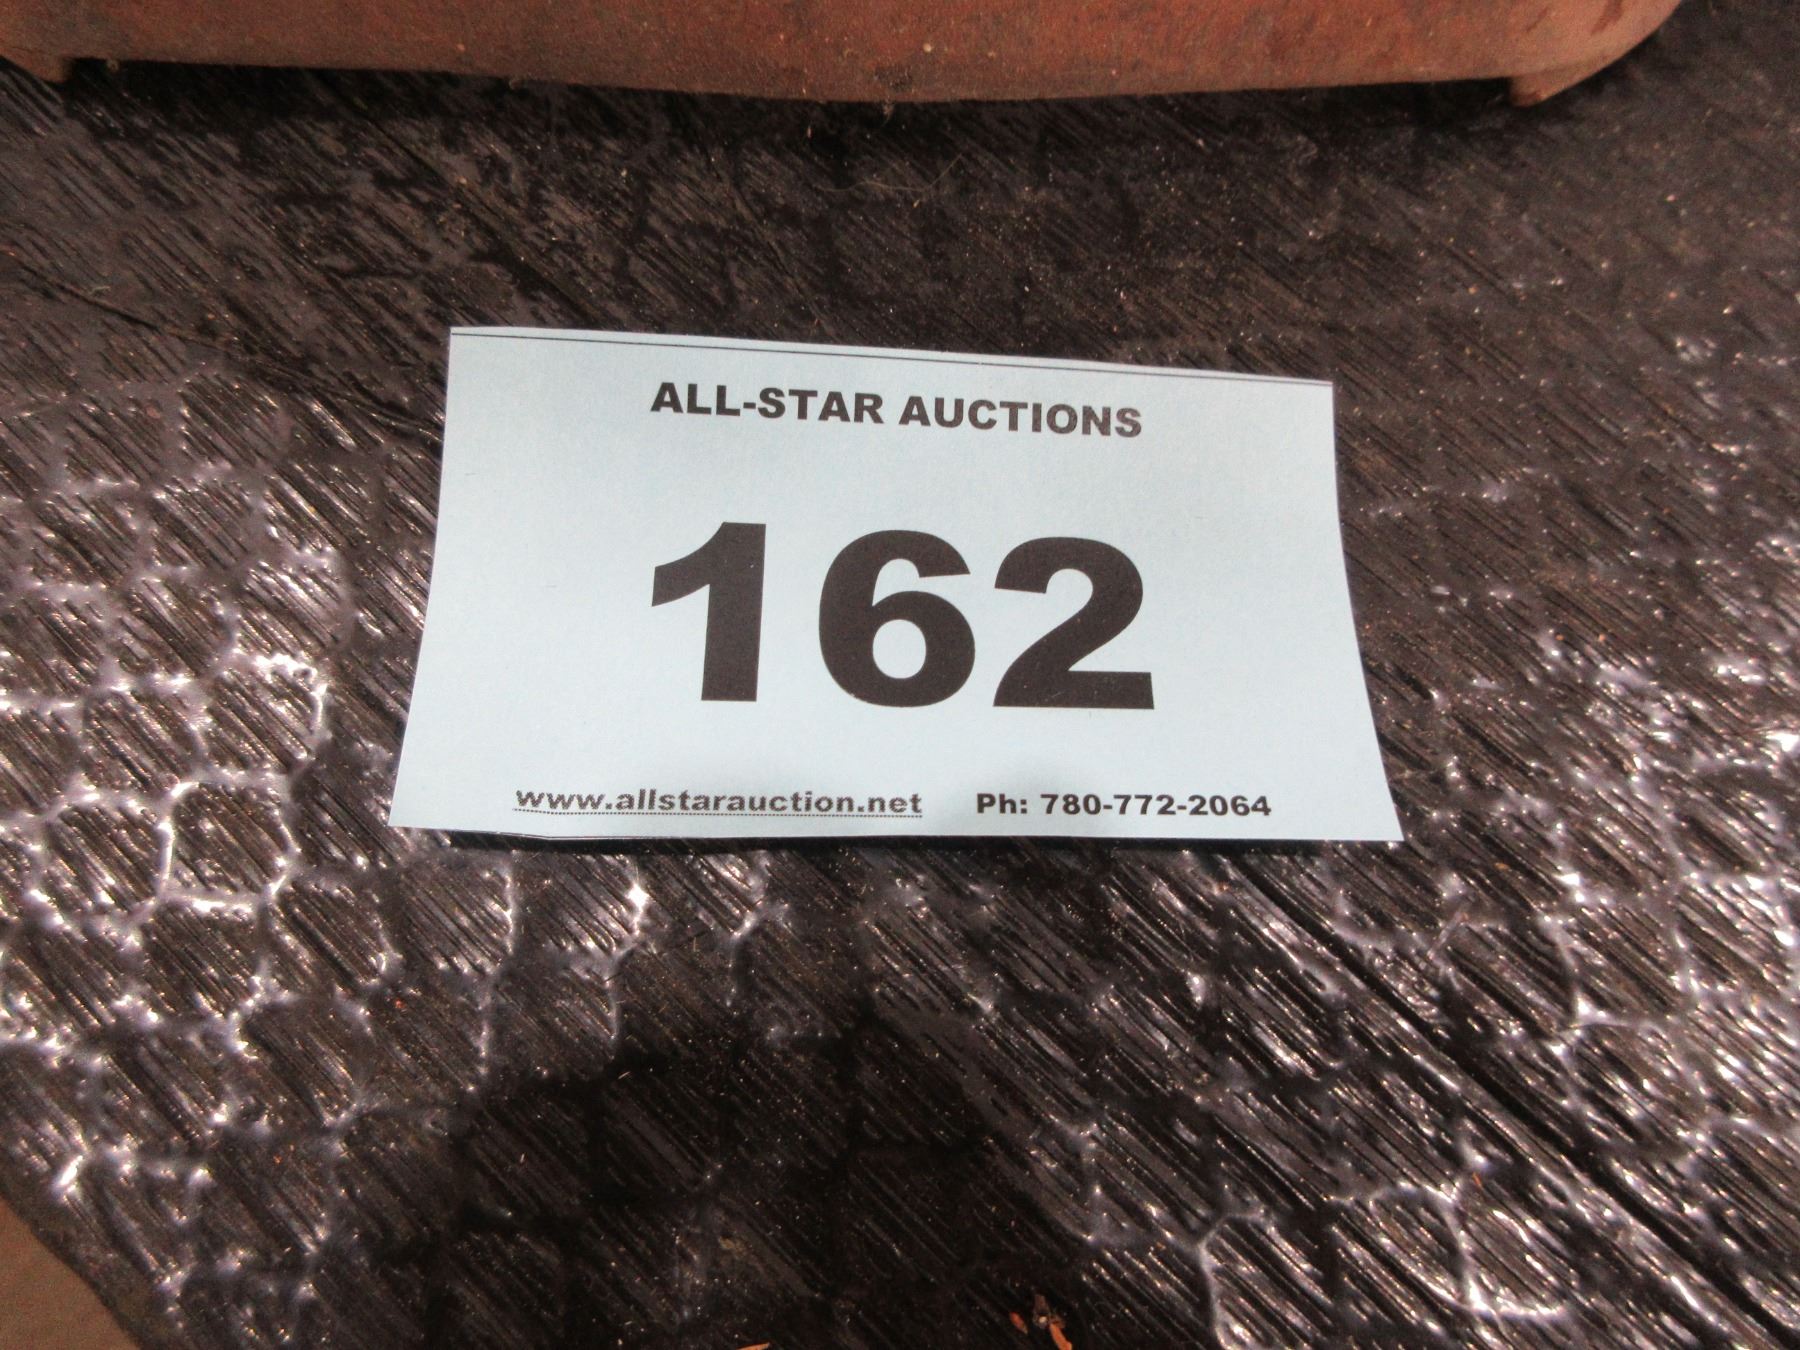 ALL-STAR AUCTIONS
162
www.allstarauction.net Ph: 780-772-2064